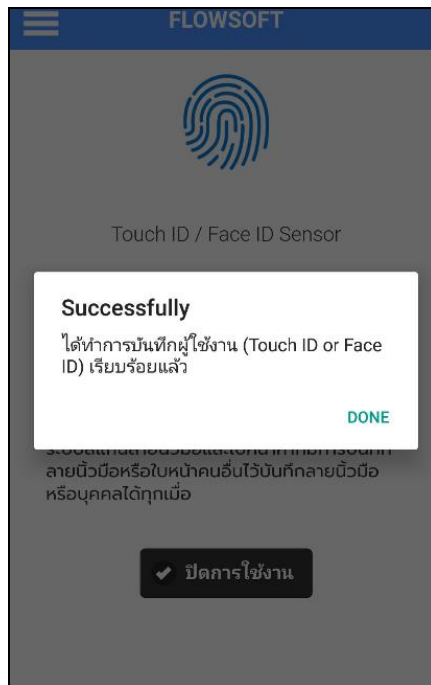 FLOWSOFT
Touch ID / Face ID Sensor
Successfully
ได้ทำการบันทึกผู้ใช้งาน (Touch ID or Face
ID) เรียบร้อยแล้ว
DONE
ลายนิ้วมือหรือใบหน้าคนอื่นไว้บันทึกลายนิ้วมือ
หรือบุคคลได้ทุกเมื่อ
ปิดการใช้งาน